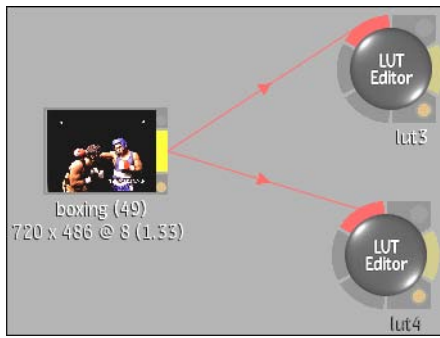 LUT
Editor
lut3
boxing (49)
720 x 486 @ 8 (1.33)
LUT
Editor
lut4